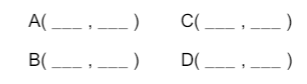 A( ___ , ___ ) C( ___ , ___ )
B( ___ , ___ ) D( ___ , ___ )